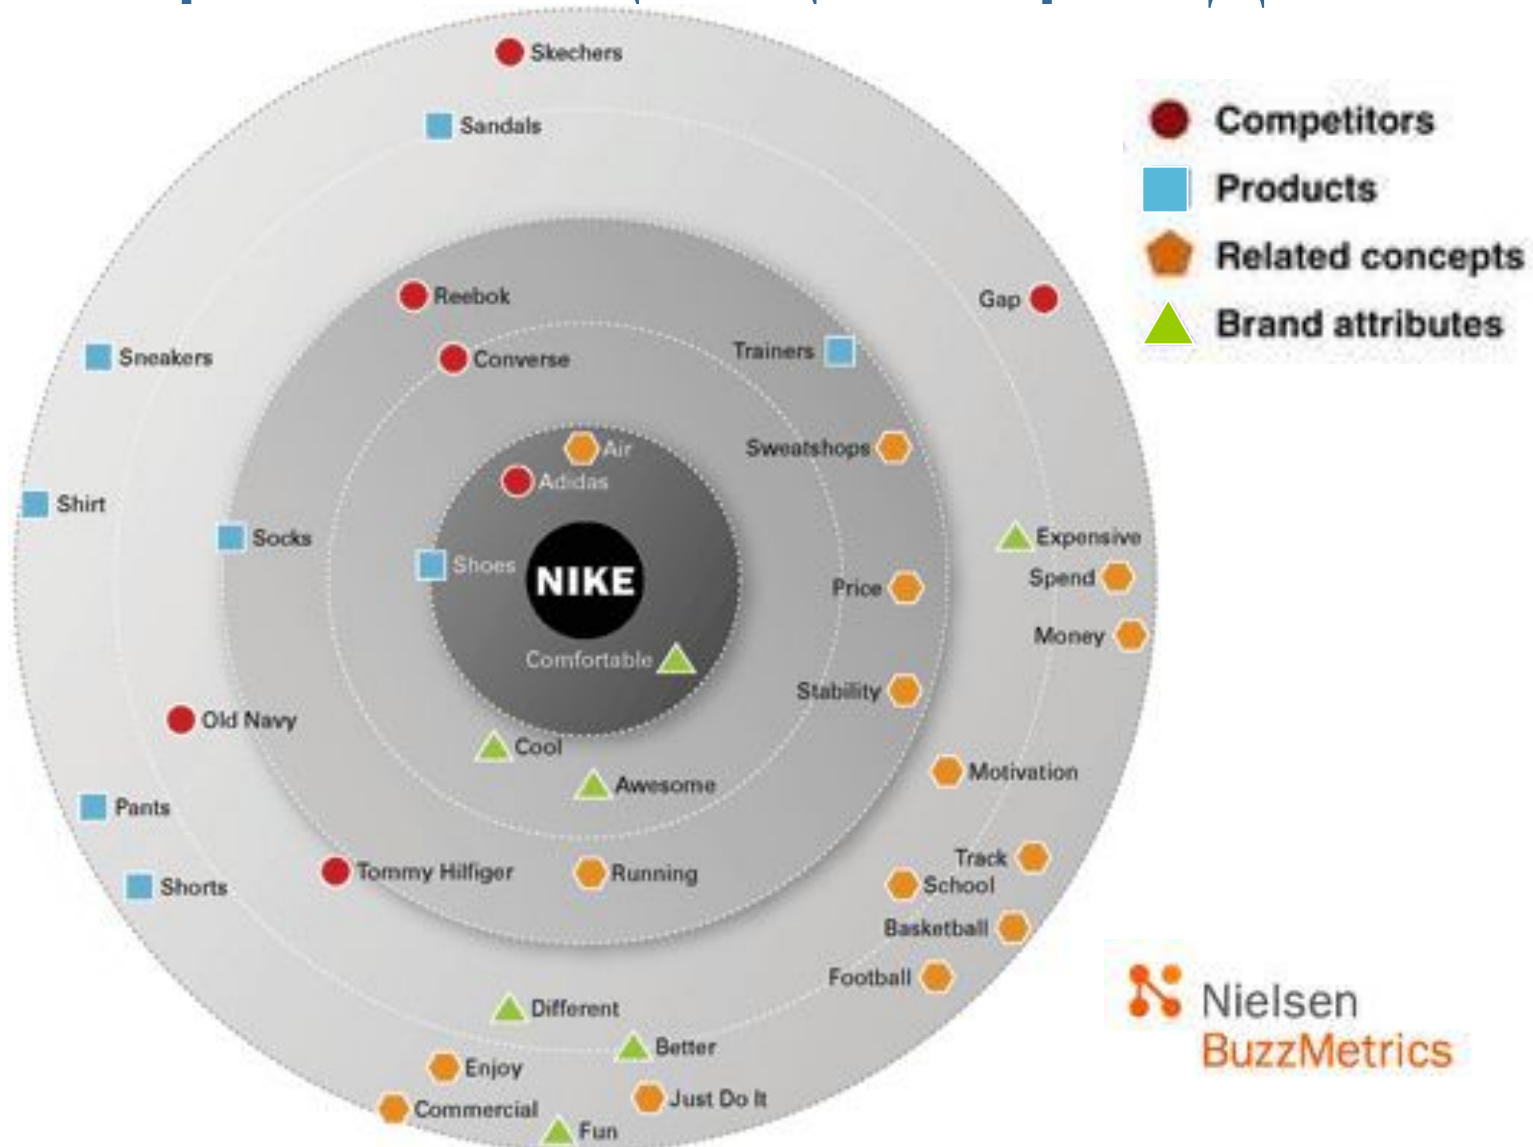 Skechers
Sandals
Competitors
Products
Related concepts
Brand attributes
Reebok
Gap
Converse
Trainers
Sneakers
Air
Sweatshops
Adidas
Shirt
Socks
Expensive
Shoes
NIKE
Spend
Price
Money
Comfortable
Stability
Old Navy
Cool
Motivation
Awesome
Pants
Track
Tommy Hilfiger
Running
School
Shorts
Basketball
Football
Different
Nielsen
BuzzMetrics
Better
Enjoy
Just Do It
Commercial
Fun